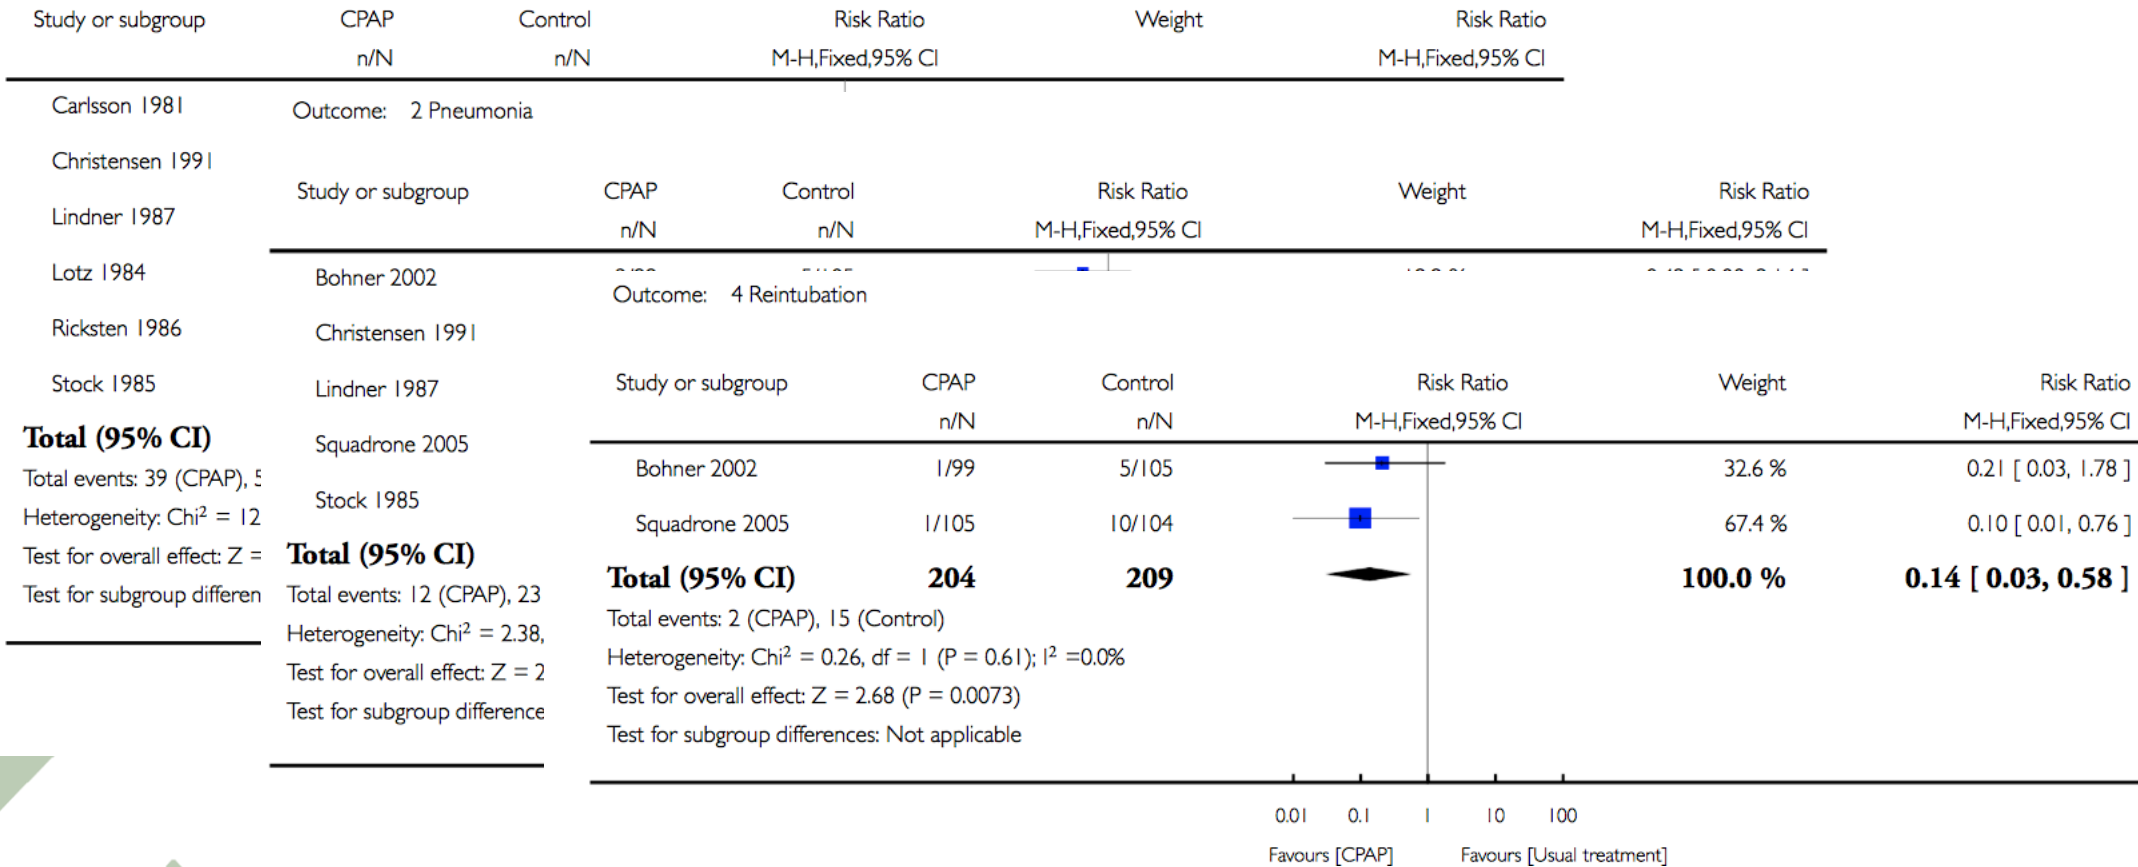 Study or subgroup CPAP Control Risk Ratio Weight Risk Ratio
n/N n/N M-H,Fixed,95% CI M-H,Fixed,95% CI
Carlsson 1981
Christensen 1991
Lindner 1987
Lotz 1984
Ricksten 1986
Stock 1985
Total (95% CI)
Total events: 39 (CPAP), 5
Heterogeneity: Chi² = 12
Test for overall effect: Z =
Test for subgroup differen
Outcome: 2 Pneumonia
Study or subgroup CPAP Control Risk Ratio Weight Risk Ratio
n/N n/N M-H,Fixed,95% CI M-H,Fixed,95% CI
Bohner 2002
Christensen 1991
Lindner 1987
Squadrone 2005
Stock 1985
Total (95% CI)
Total events: 12 (CPAP), 23
Heterogeneity: Chi² = 2.38,
Test for overall effect: Z = 2
Test for subgroup difference
Outcome: 4 Reintubation
Study or subgroup CPAP Control Risk Ratio Weight Risk Ratio
n/N n/N M-H,Fixed,95% CI M-H,Fixed,95% CI
Bohner 2002 1/99 5/105 32.6 % 0.21 [ 0.03, 1.78 ]
Squadrone 2005 1/105 10/104 67.4 % 0.10 [ 0.01, 0.76 ]
Total (95% CI) 204 209 100.0 % 0.14 [ 0.03, 0.58 ]
Total events: 2 (CPAP), 15 (Control)
Heterogeneity: Chi² = 0.26, df = 1 (P = 0.61); I² =0.0%
Test for overall effect: Z = 2.68 (P = 0.0073)
Test for subgroup differences: Not applicable
0.01 0.1 1 10 100
Favours [CPAP] Favours [Usual treatment]